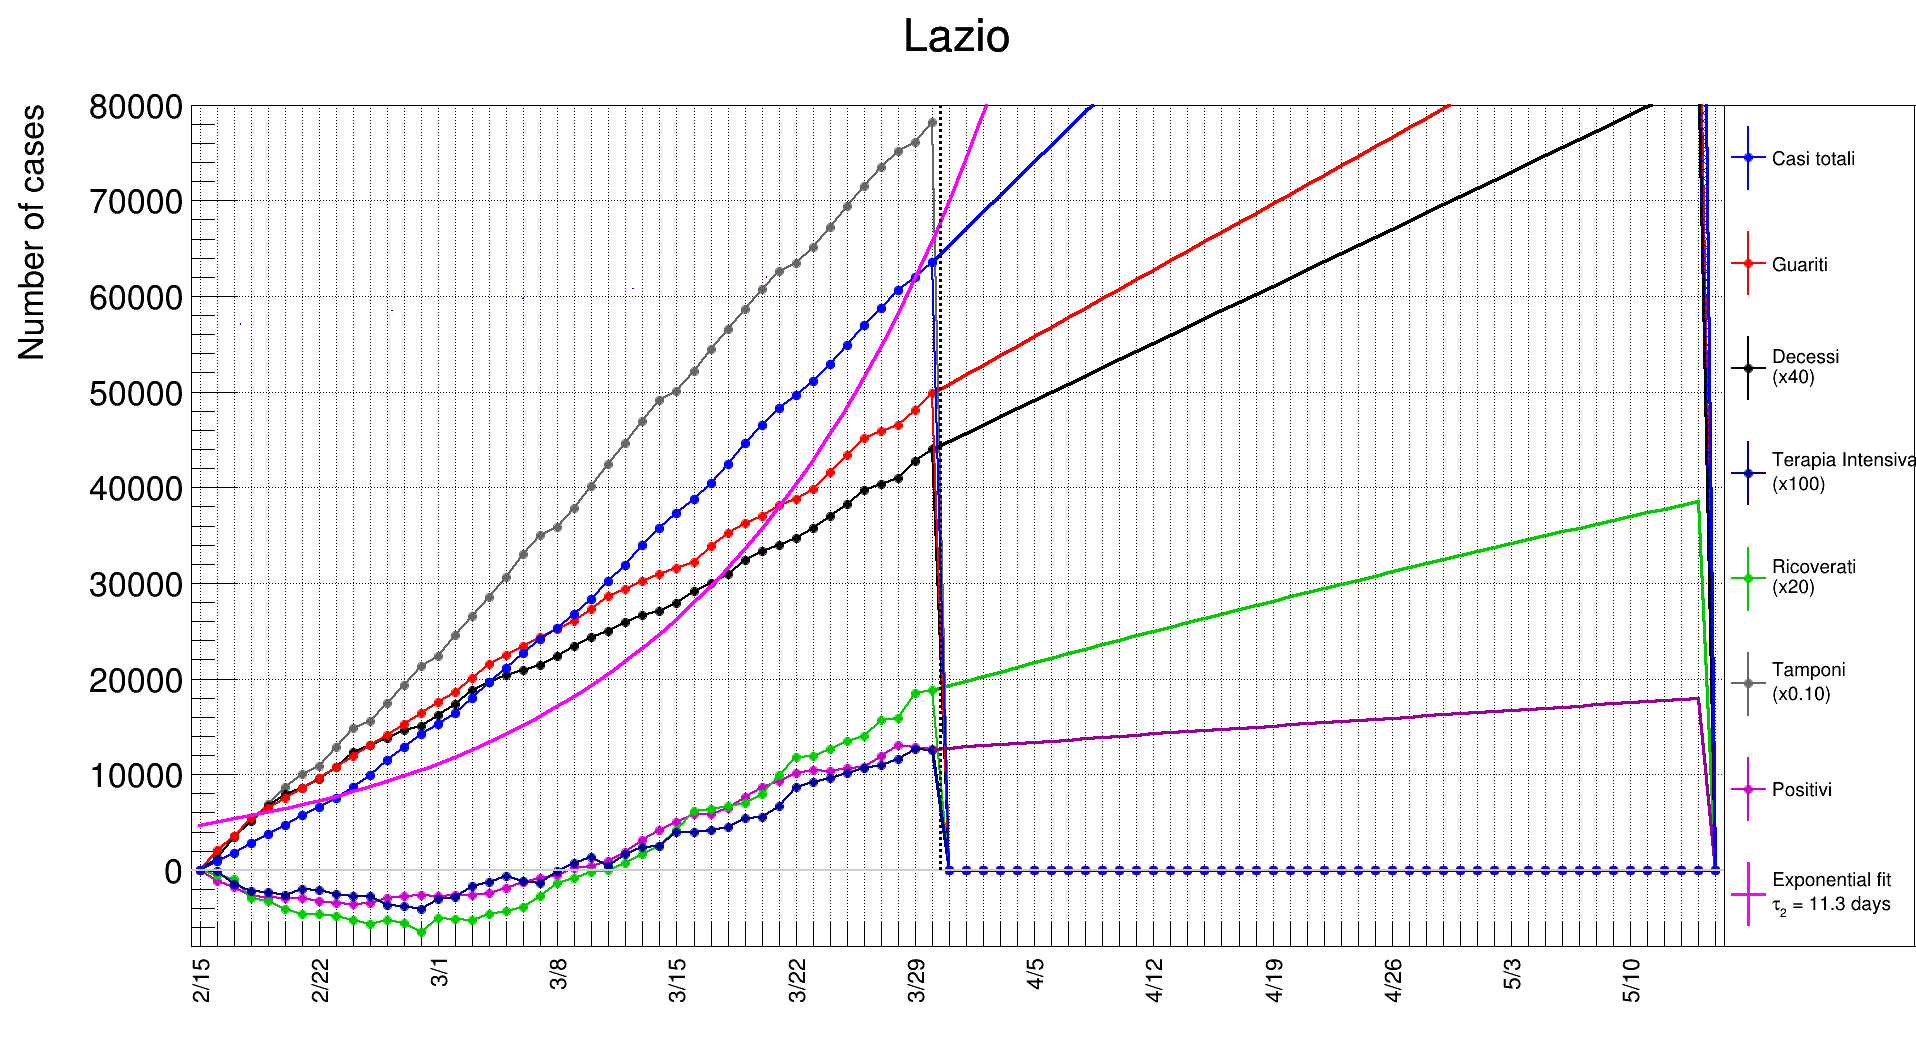 Lazio
Number of cases
80000
70000
60000
50000
40000
30000
20000
10000
0
2/15
2/22
3/1
3/8
3/15
3/22
3/29
4/5
4/12
4/19
4/26
5/3
5/10
Casi totali
Guariti
Decessi
(x40)
Terapia Intensiva
(x100)
Ricoverati
(x20)
Tamponi
(x0.10)
Positivi
Exponential fit
τ₂ = 11.3 days